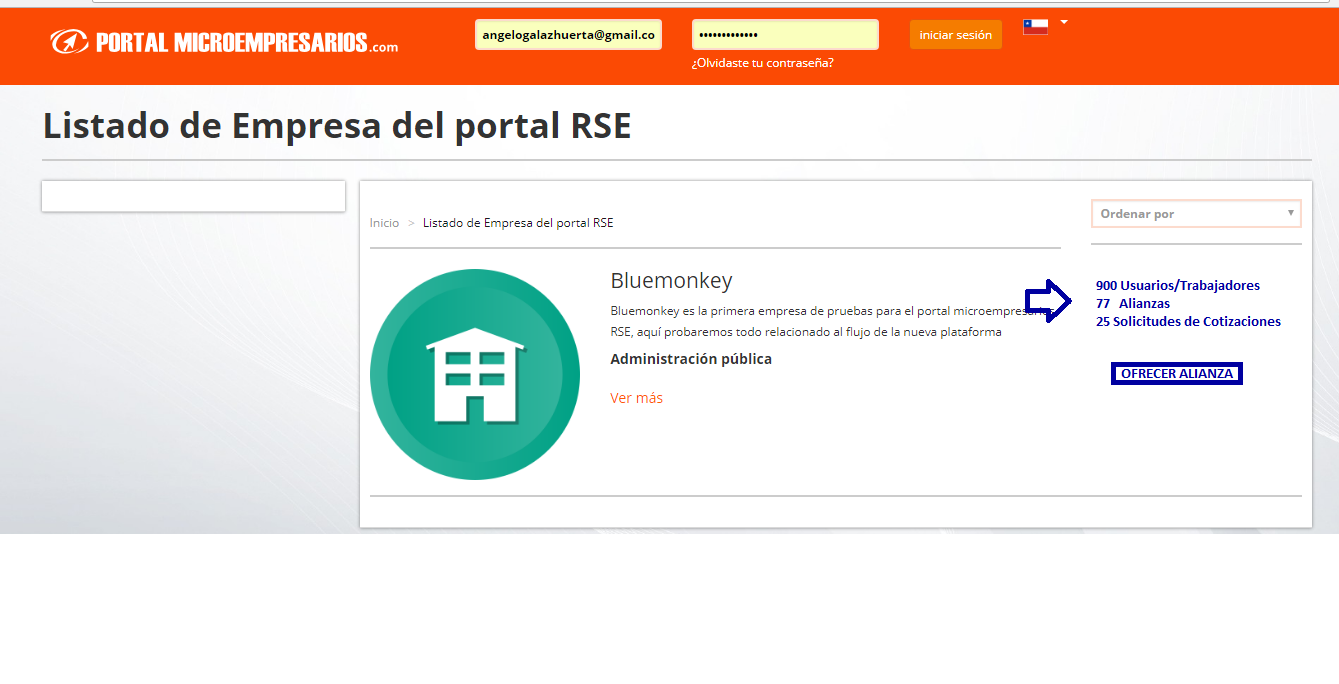 PORTAL MICROEMPRESARIOS.com
angelogalazhuerta@gmail.co
•••••••••••••
iniciar sesión
¿Olvidaste tu contraseña?
Listado de Empresa del portal RSE
Inicio > Listado de Empresa del portal RSE
Ordenar por
Bluemonkey
Bluemonkey es la primera empresa de pruebas para el portal microempresarios
RSE, aquí probaremos todo relacionado al flujo de la nueva plataforma
Administración pública
Ver más
900 Usuarios/Trabajadores
77 Alianzas
25 Solicitudes de Cotizaciones
OFRECER ALIANZA